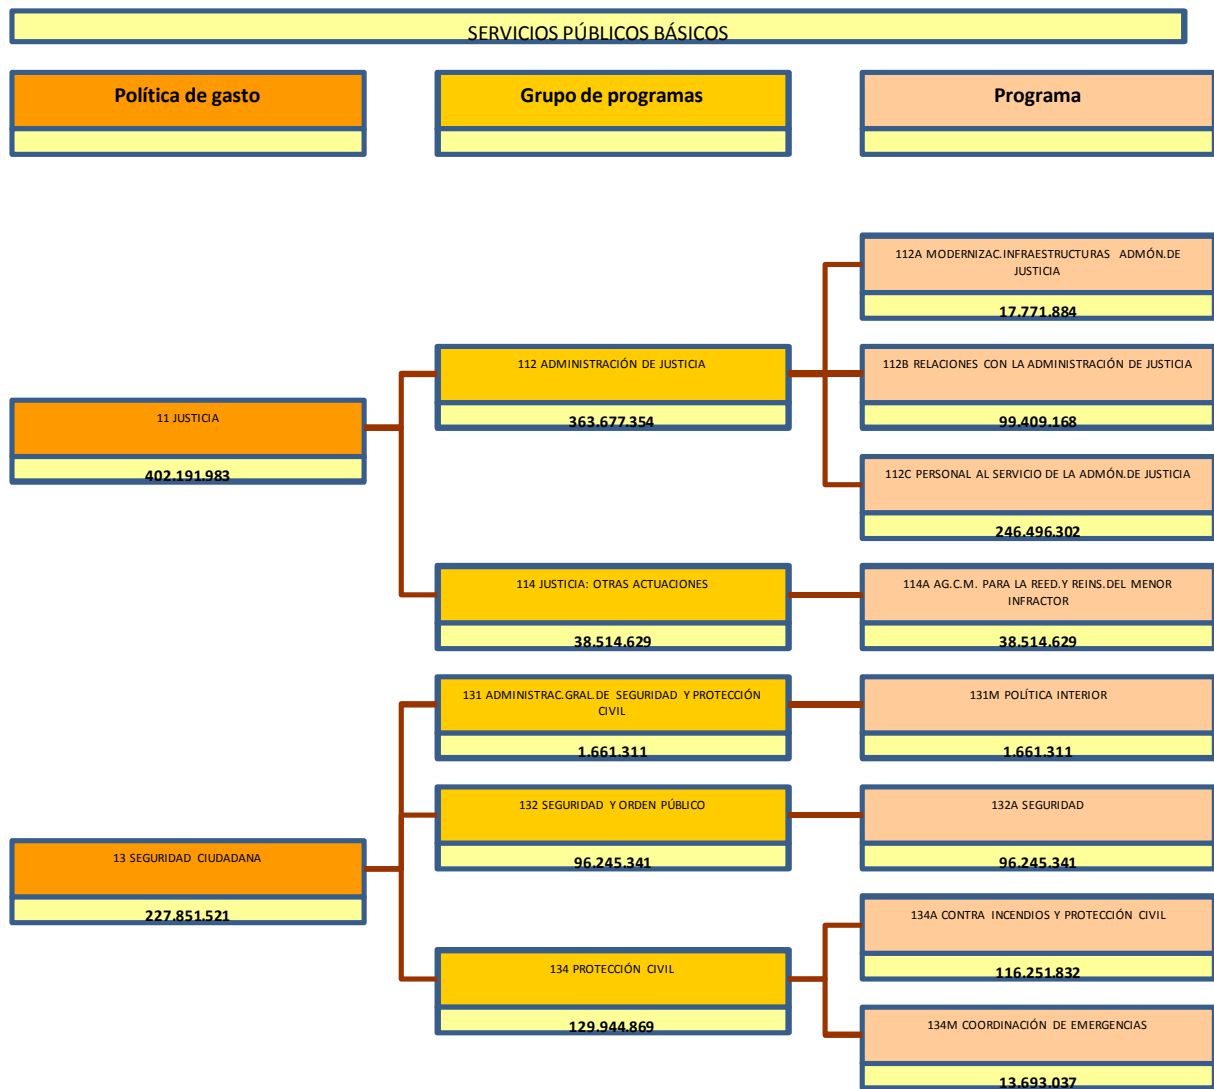 SERVICIOS PÚBLICOS BÁSICOS
Política de gasto
Grupo de programas
Programa
112A MODERNIZAC.INFRAESTRUCTURAS ADMÓN.DE
JUSTICIA
17.771.884
112 ADMINISTRACIÓN DE JUSTICIA
363.677.354
112B RELACIONES CON LA ADMINISTRACIÓN DE JUSTICIA
99.409.168
11 JUSTICIA
402.191.983
112C PERSONAL AL SERVICIO DE LA ADMÓN.DE JUSTICIA
246.496.302
114 JUSTICIA: OTRAS ACTUACIONES
38.514.629
114A AG.C.M. PARA LA REED.Y REINS.DEL MENOR
INFRACTOR
38.514.629
131 ADMINISTRAC.GRAL.DE SEGURIDAD Y PROTECCIÓN
CIVIL
1.661.311
131M POLÍTICA INTERIOR
1.661.311
132 SEGURIDAD Y ORDEN PÚBLICO
96.245.341
132A SEGURIDAD
96.245.341
13 SEGURIDAD CIUDADANA
227.851.521
134A CONTRA INCENDIOS Y PROTECCIÓN CIVIL
116.251.832
134 PROTECCIÓN CIVIL
129.944.869
134M COORDINACIÓN DE EMERGENCIAS
13.693.037